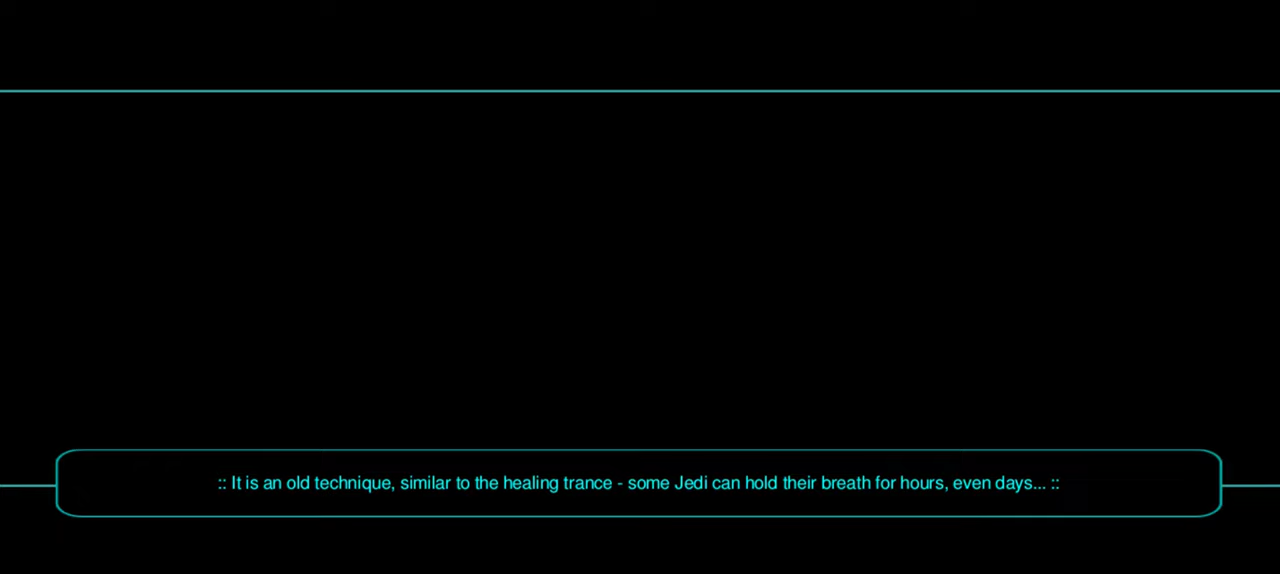 :: It is an old technique, similar to the healing trance - some Jedi can hold their breath for hours, even days... ::